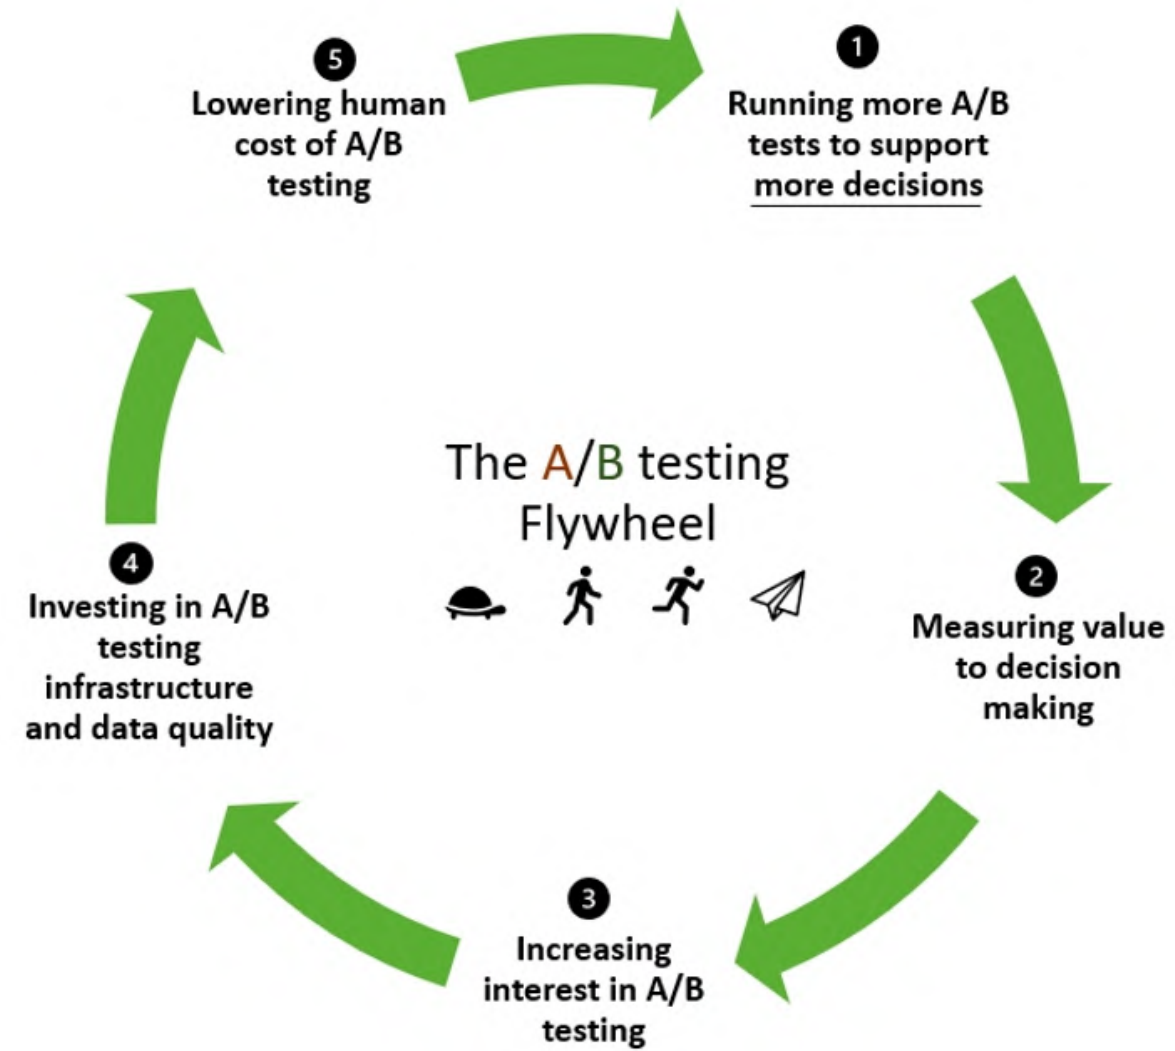 The A/B testing
Flywheel
1
Running more A/B
tests to support
more decisions
2
Measuring value
to decision
making
3
Increasing
interest in A/B
testing
4
Investing in A/B
testing
infrastructure
and data quality
5
Lowering human
cost of A/B
testing